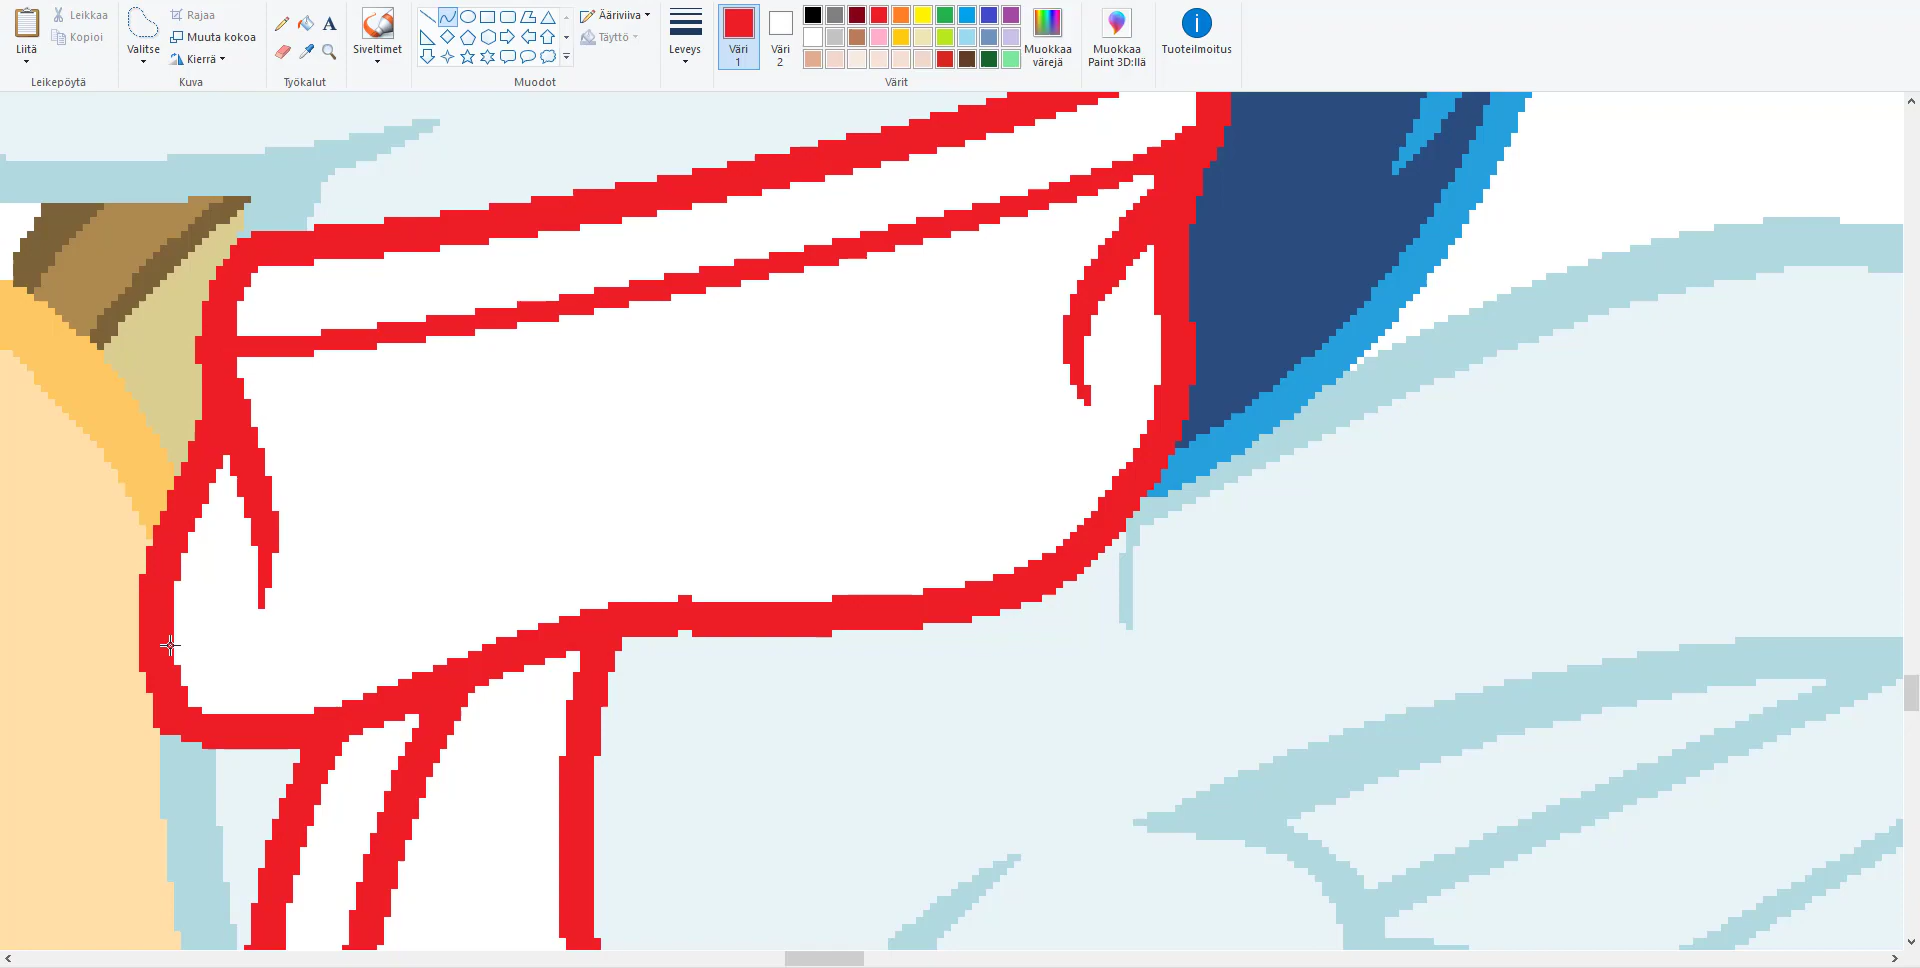 Liitä
Leikkaa
Kopioi
Leikepöytä
Valitse
Rajaa
Muuta kokoa
Kierrä
Kuva
A
Työkalut
Siveltimet
Ääriviiva
Täyttö
Muodot
Leveys
Väri
1
Väri
2
Muokkaa
värejä
Värit
Muokkaa
Paint 3D:llä
Tuoteilmoitus